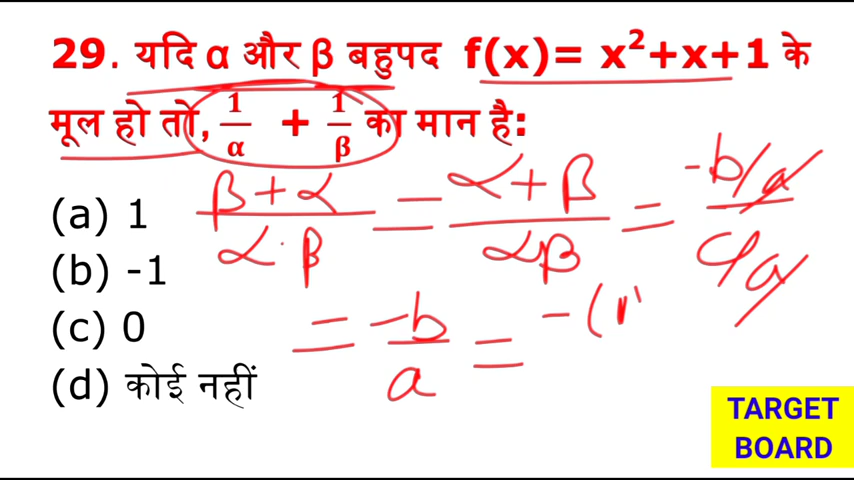 29. यदि α और β बहुपद f(x)= x²+x+1 के
मूल हो तो, 1/α + 1/β का मान है:
β+α/α·β = α+β/αβ = -b/a/c/a
(a) 1
(b) -1
(c) 0
= -b/a = -(1)
(d) कोई नहीं
TARGET
BOARD